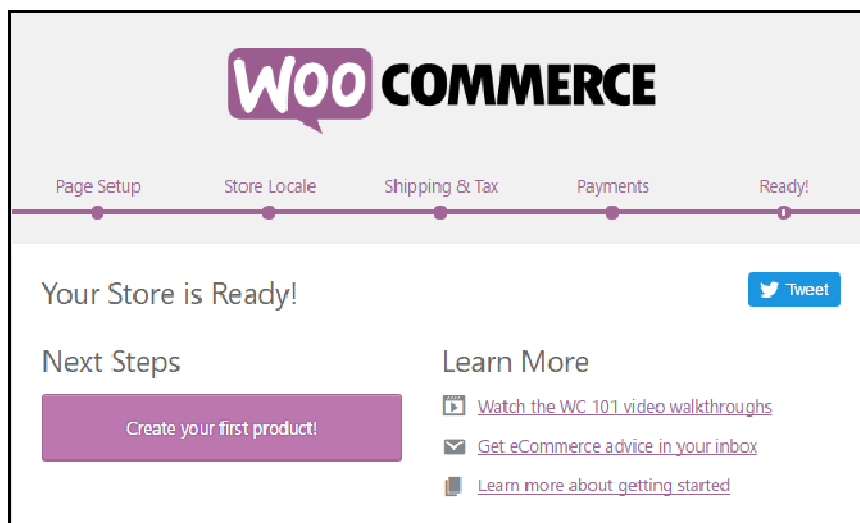 WOO COMMERCE
Page Setup Store Locale Shipping & Tax Payments Ready!
Your Store is Ready!
Tweet
Next Steps
Create your first product!
Learn More
Watch the WC 101 video walkthroughs
Get eCommerce advice in your inbox
Learn more about getting started